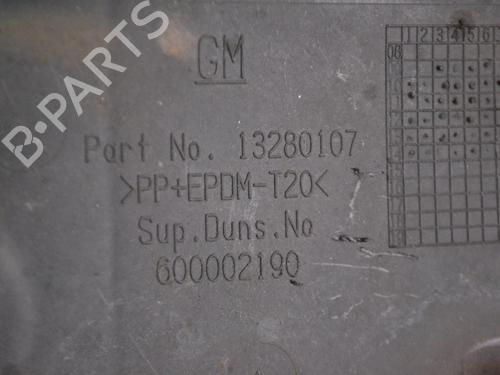 GM
Part No. 13280107
>PP+EPDM-T20<
Sup.Duns.No
600002190
1 2 3 4 5 6
08
B-PARTS